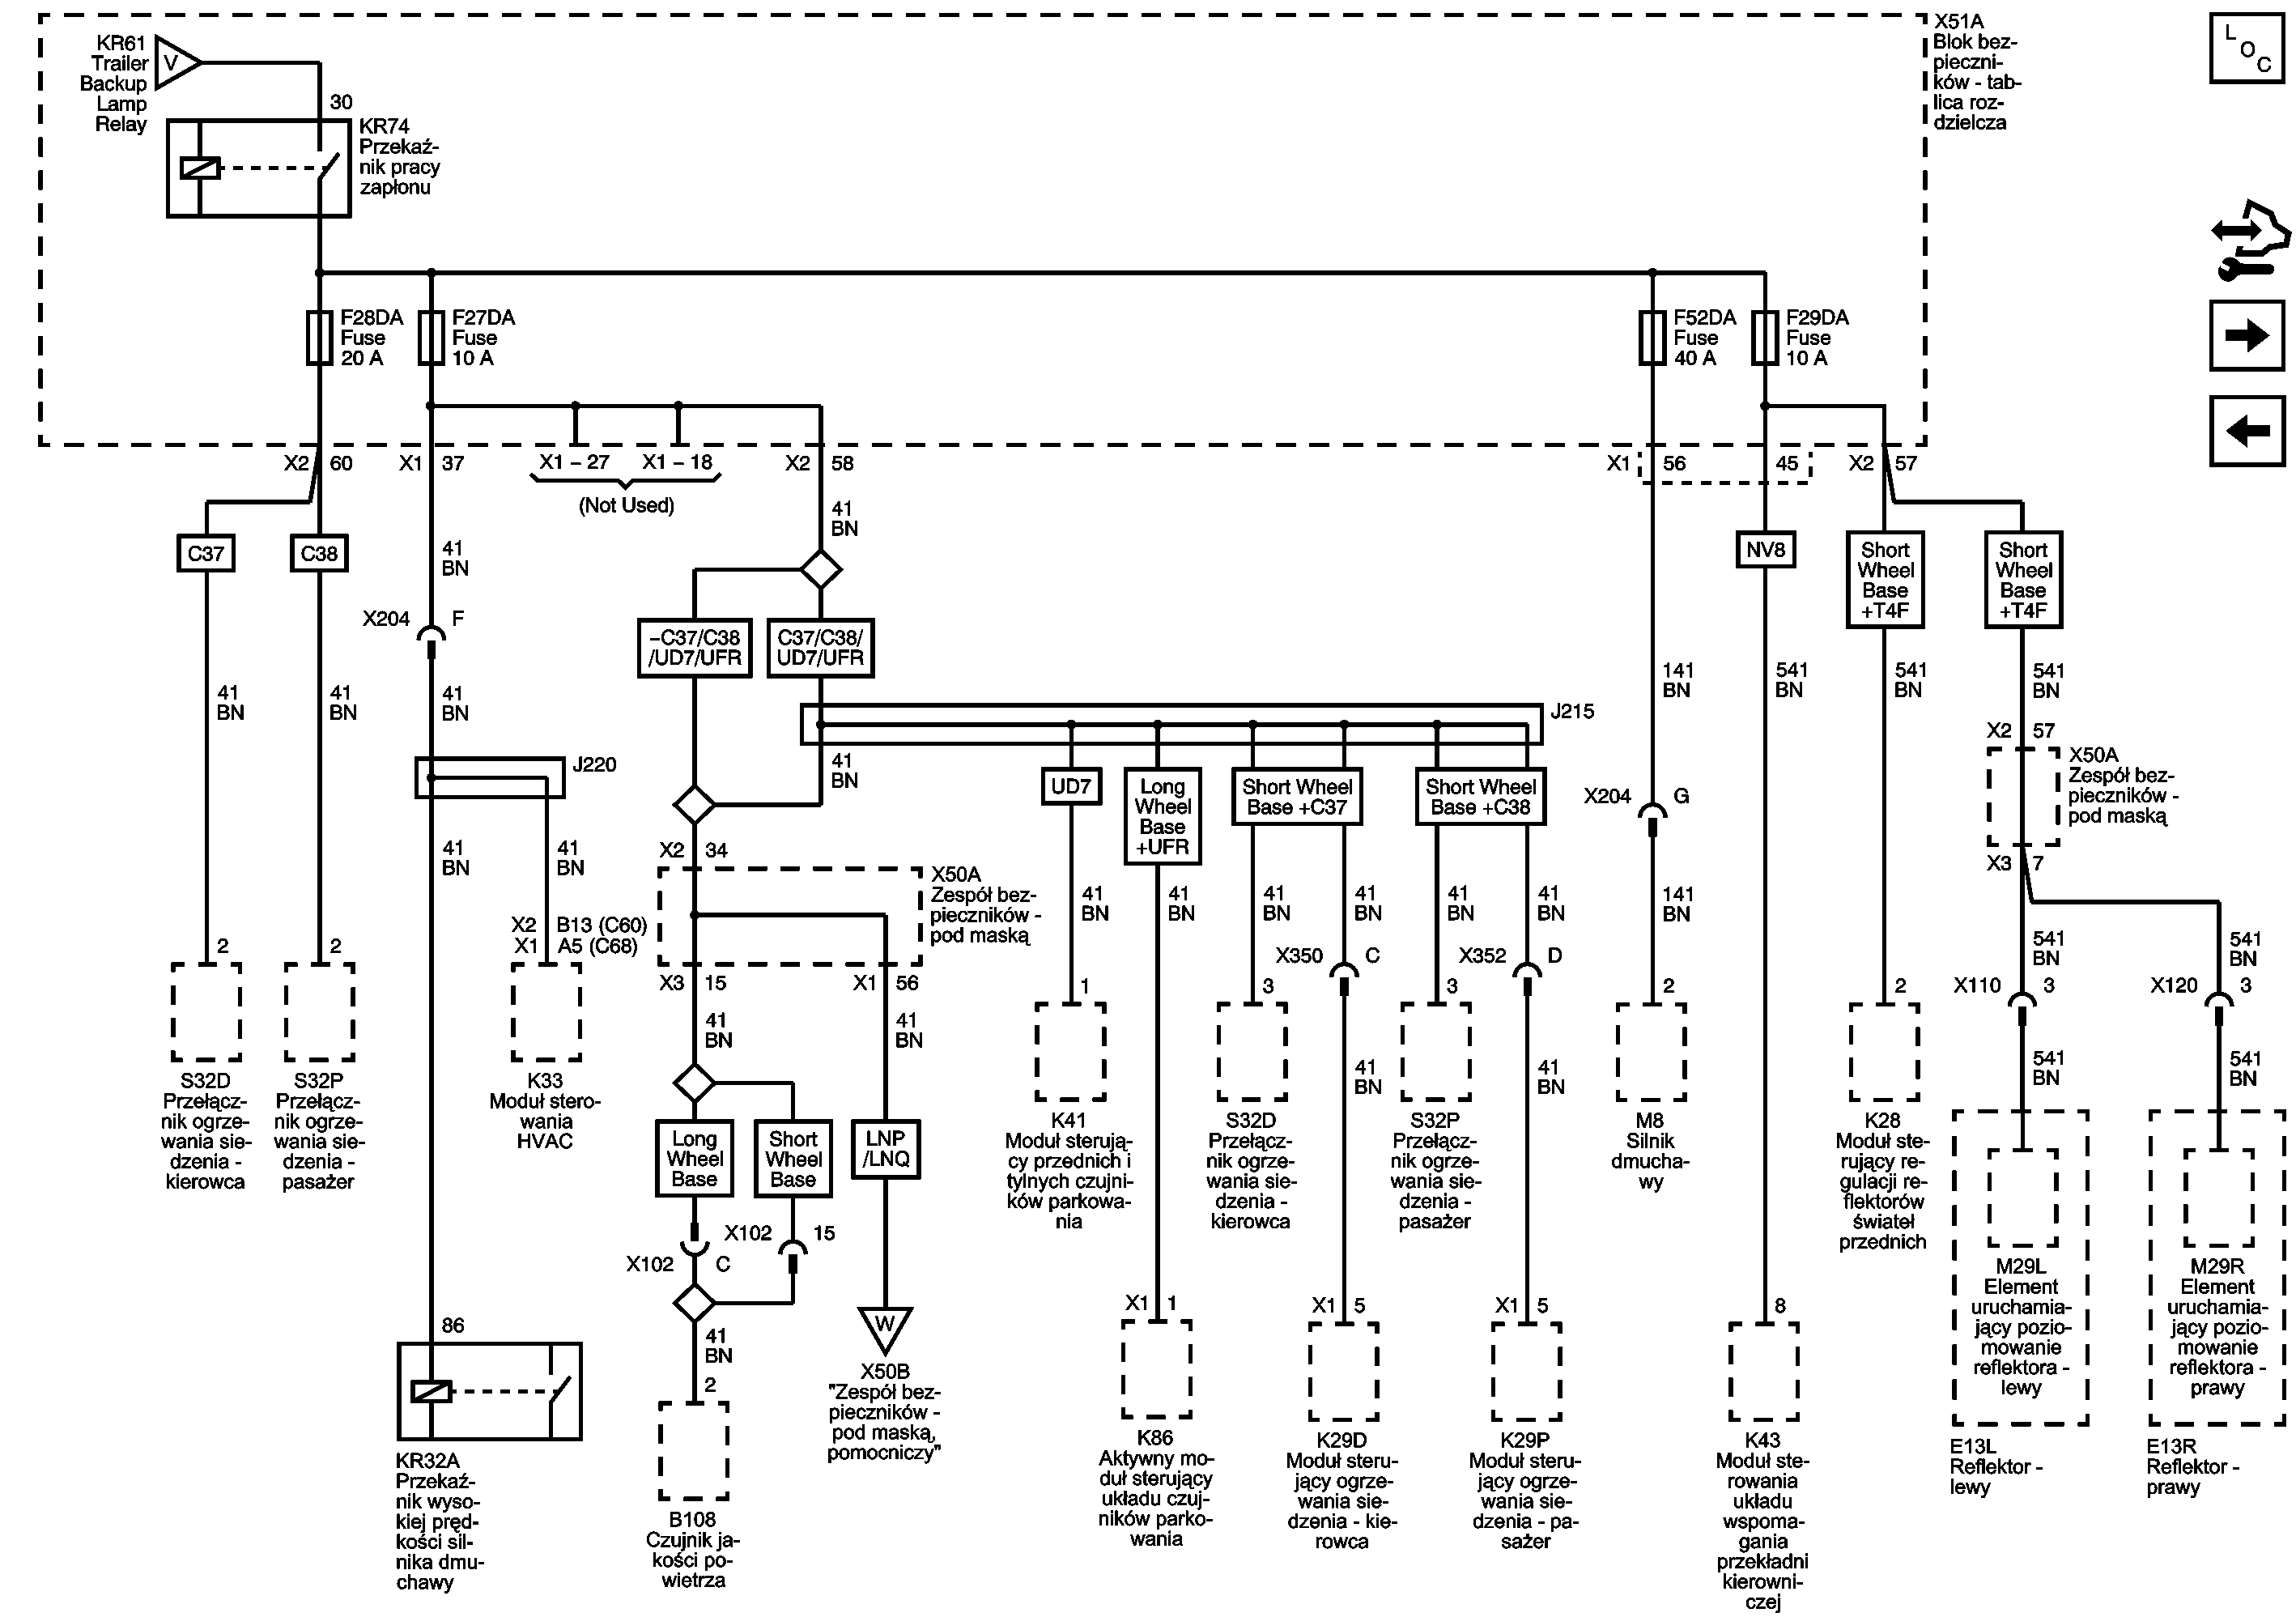 KR61
Trailer
Backup
Lamp
Relay
V
30
KR74
Przekaź-
nik pracy
zapłonu
X51A
Blok bez-
pieczni-
ków - tab-
lica roz-
dzielcza
L
O
C
F28DA
Fuse
20 A
F27DA
Fuse
10 A
F52DA
Fuse
40 A
F29DA
Fuse
10 A
X2 60
X1 37
X1 – 27
X1 – 18
(Not Used)
X2 58
X1 56
45
X2 57
41
BN
C37
C38
41
BN
NV8
Short
Wheel
Base
+T4F
Short
Wheel
Base
+T4F
X204 F
–C37/C38
/UD7/UFR
C37/C38/
UD7/UFR
41
BN
41
BN
41
BN
141
BN
541
BN
541
BN
541
BN
J215
X2 57
J220
41
BN
X50A
Zespół bez-
pieczników -
pod maską
UD7
Long
Wheel
Base
+UFR
Short Wheel
Base +C37
Short Wheel
Base +C38
X204 G
41
BN
41
BN
X2 34
X3 7
X50A
Zespół bez-
pieczników -
pod maską
41
BN
41
BN
41
BN
41
BN
41
BN
41
BN
141
BN
X2 B13 (C60)
X1 A5 (C68)
2
2
541
BN
541
BN
X350 C
X352 D
X3 15
X1 56
1
3
3
2
2
X110 3
X120 3
41
BN
41
BN
S32D
Przełącz-
nik ogrze-
wania sie-
dzenia -
kierowca
S32P
Przełącz-
nik ogrze-
wania sie-
dzenia -
pasażer
K33
Moduł stero-
wania
HVAC
41
BN
41
BN
541
BN
541
BN
Long
Wheel
Base
Short
Wheel
Base
LNP
/LNQ
K41
Moduł sterują-
cy przednich i
tylnych czujni-
ków parkowa-
nia
S32D
Przełącz-
nik ogrze-
wania sie-
dzenia -
kierowca
S32P
Przełącz-
nik ogrze-
wania sie-
dzenia -
pasażer
M8
Silnik
dmucha-
wy
K28
Moduł ste-
rujący re-
gulacji re-
flektorów
świateł
przednich
X102 15
X102 C
M29L
Element
uruchamia-
jący pozio-
mowanie
reflektora -
lewy
M29R
Element
uruchamia-
jący pozio-
mowanie
reflektora -
prawy
86
41
BN
W
X1 1
X1 5
X1 5
8
2
X50B
"Zespół bez-
pieczników -
pod maską,
pomocniczy"
KR32A
Przekaź-
nik wyso-
kiej pręd-
kości sil-
nika dmu-
chawy
B108
Czujnik ja-
kości po-
wietrza
K86
Aktywny mo-
duł sterujący
układu czuj-
ników parko-
wania
K29D
Moduł steru-
jący ogrze-
wania sie-
dzenia - kie-
rowca
K29P
Moduł steru-
jący ogrze-
wania sie-
dzenia - pa-
sażer
K43
Moduł ste-
rowania
układu
wspoma-
gania
przekładni
kierowni-
czej
E13L
Reflektor -
lewy
E13R
Reflektor -
prawy